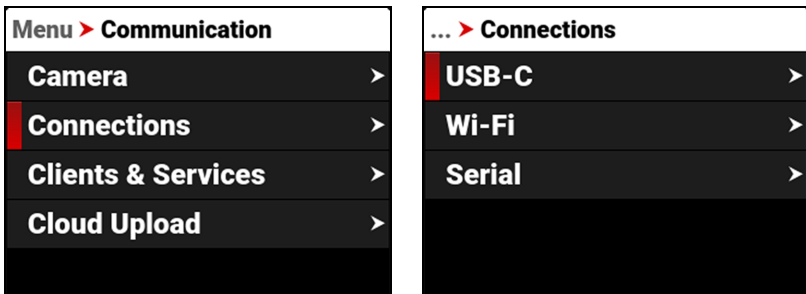 Menu > Communication
Camera
Connections
Clients & Services
Cloud Upload
... > Connections
USB-C
Wi-Fi
Serial